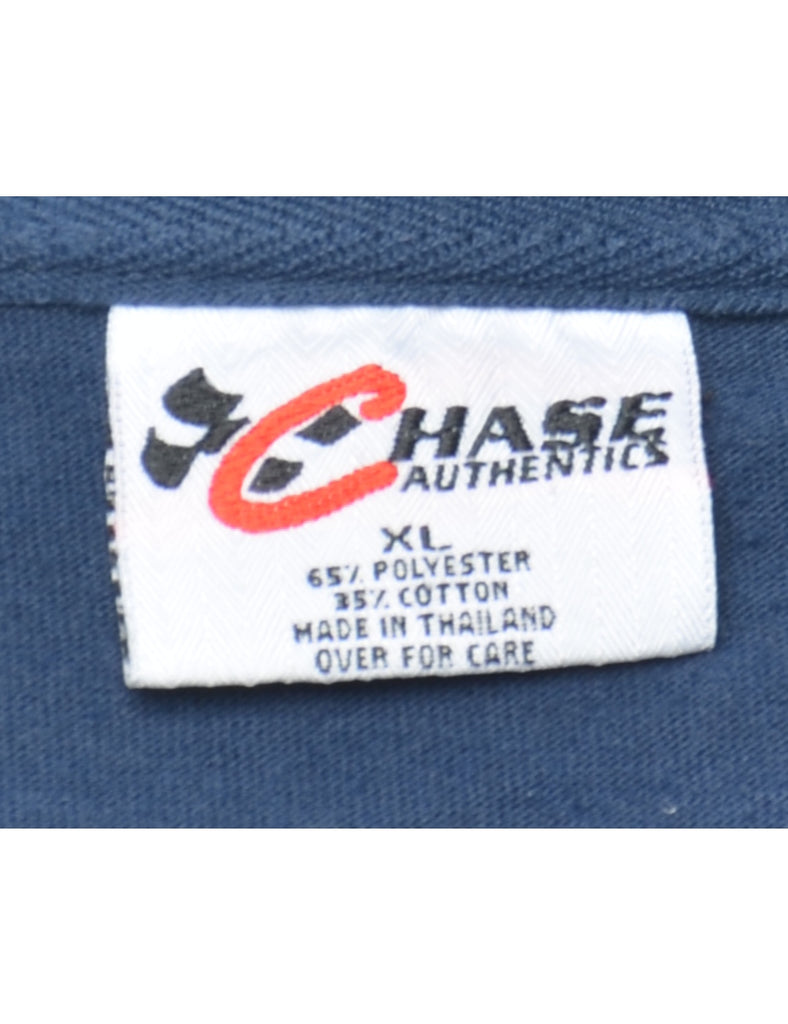 CHASE
AUTHENTICS
XL
65% POLYESTER
35% COTTON
MADE IN THAILAND
OVER FOR CARE